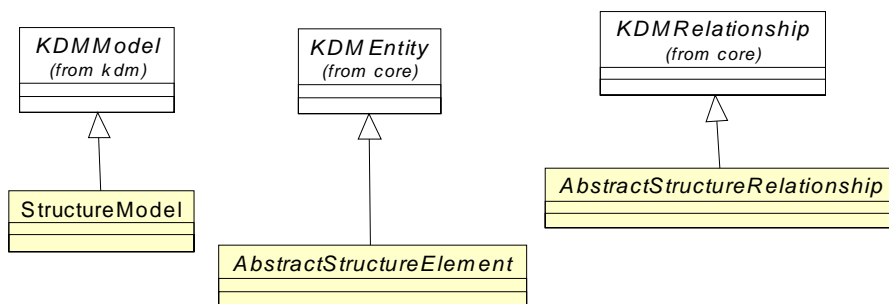 KDMModel
(from kdm)
KDMEntity
(from core)
KDMRelationship
(from core)
StructureModel
AbstractStructureElement
AbstractStructureRelationship